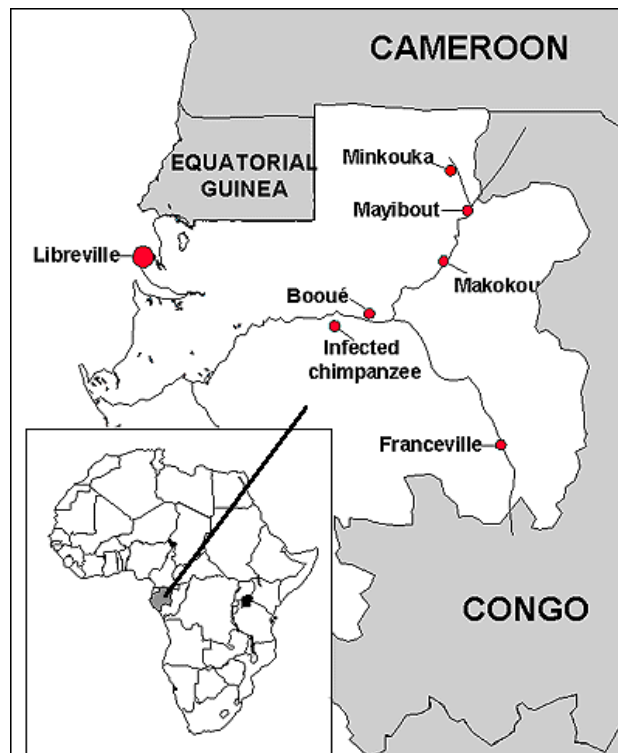 CAMEROON
Minkouka
EQUATORIAL
GUINEA
Mayibout
Libreville
Makokou
Booué
Infected
chimpanzee
Franceville
CONGO